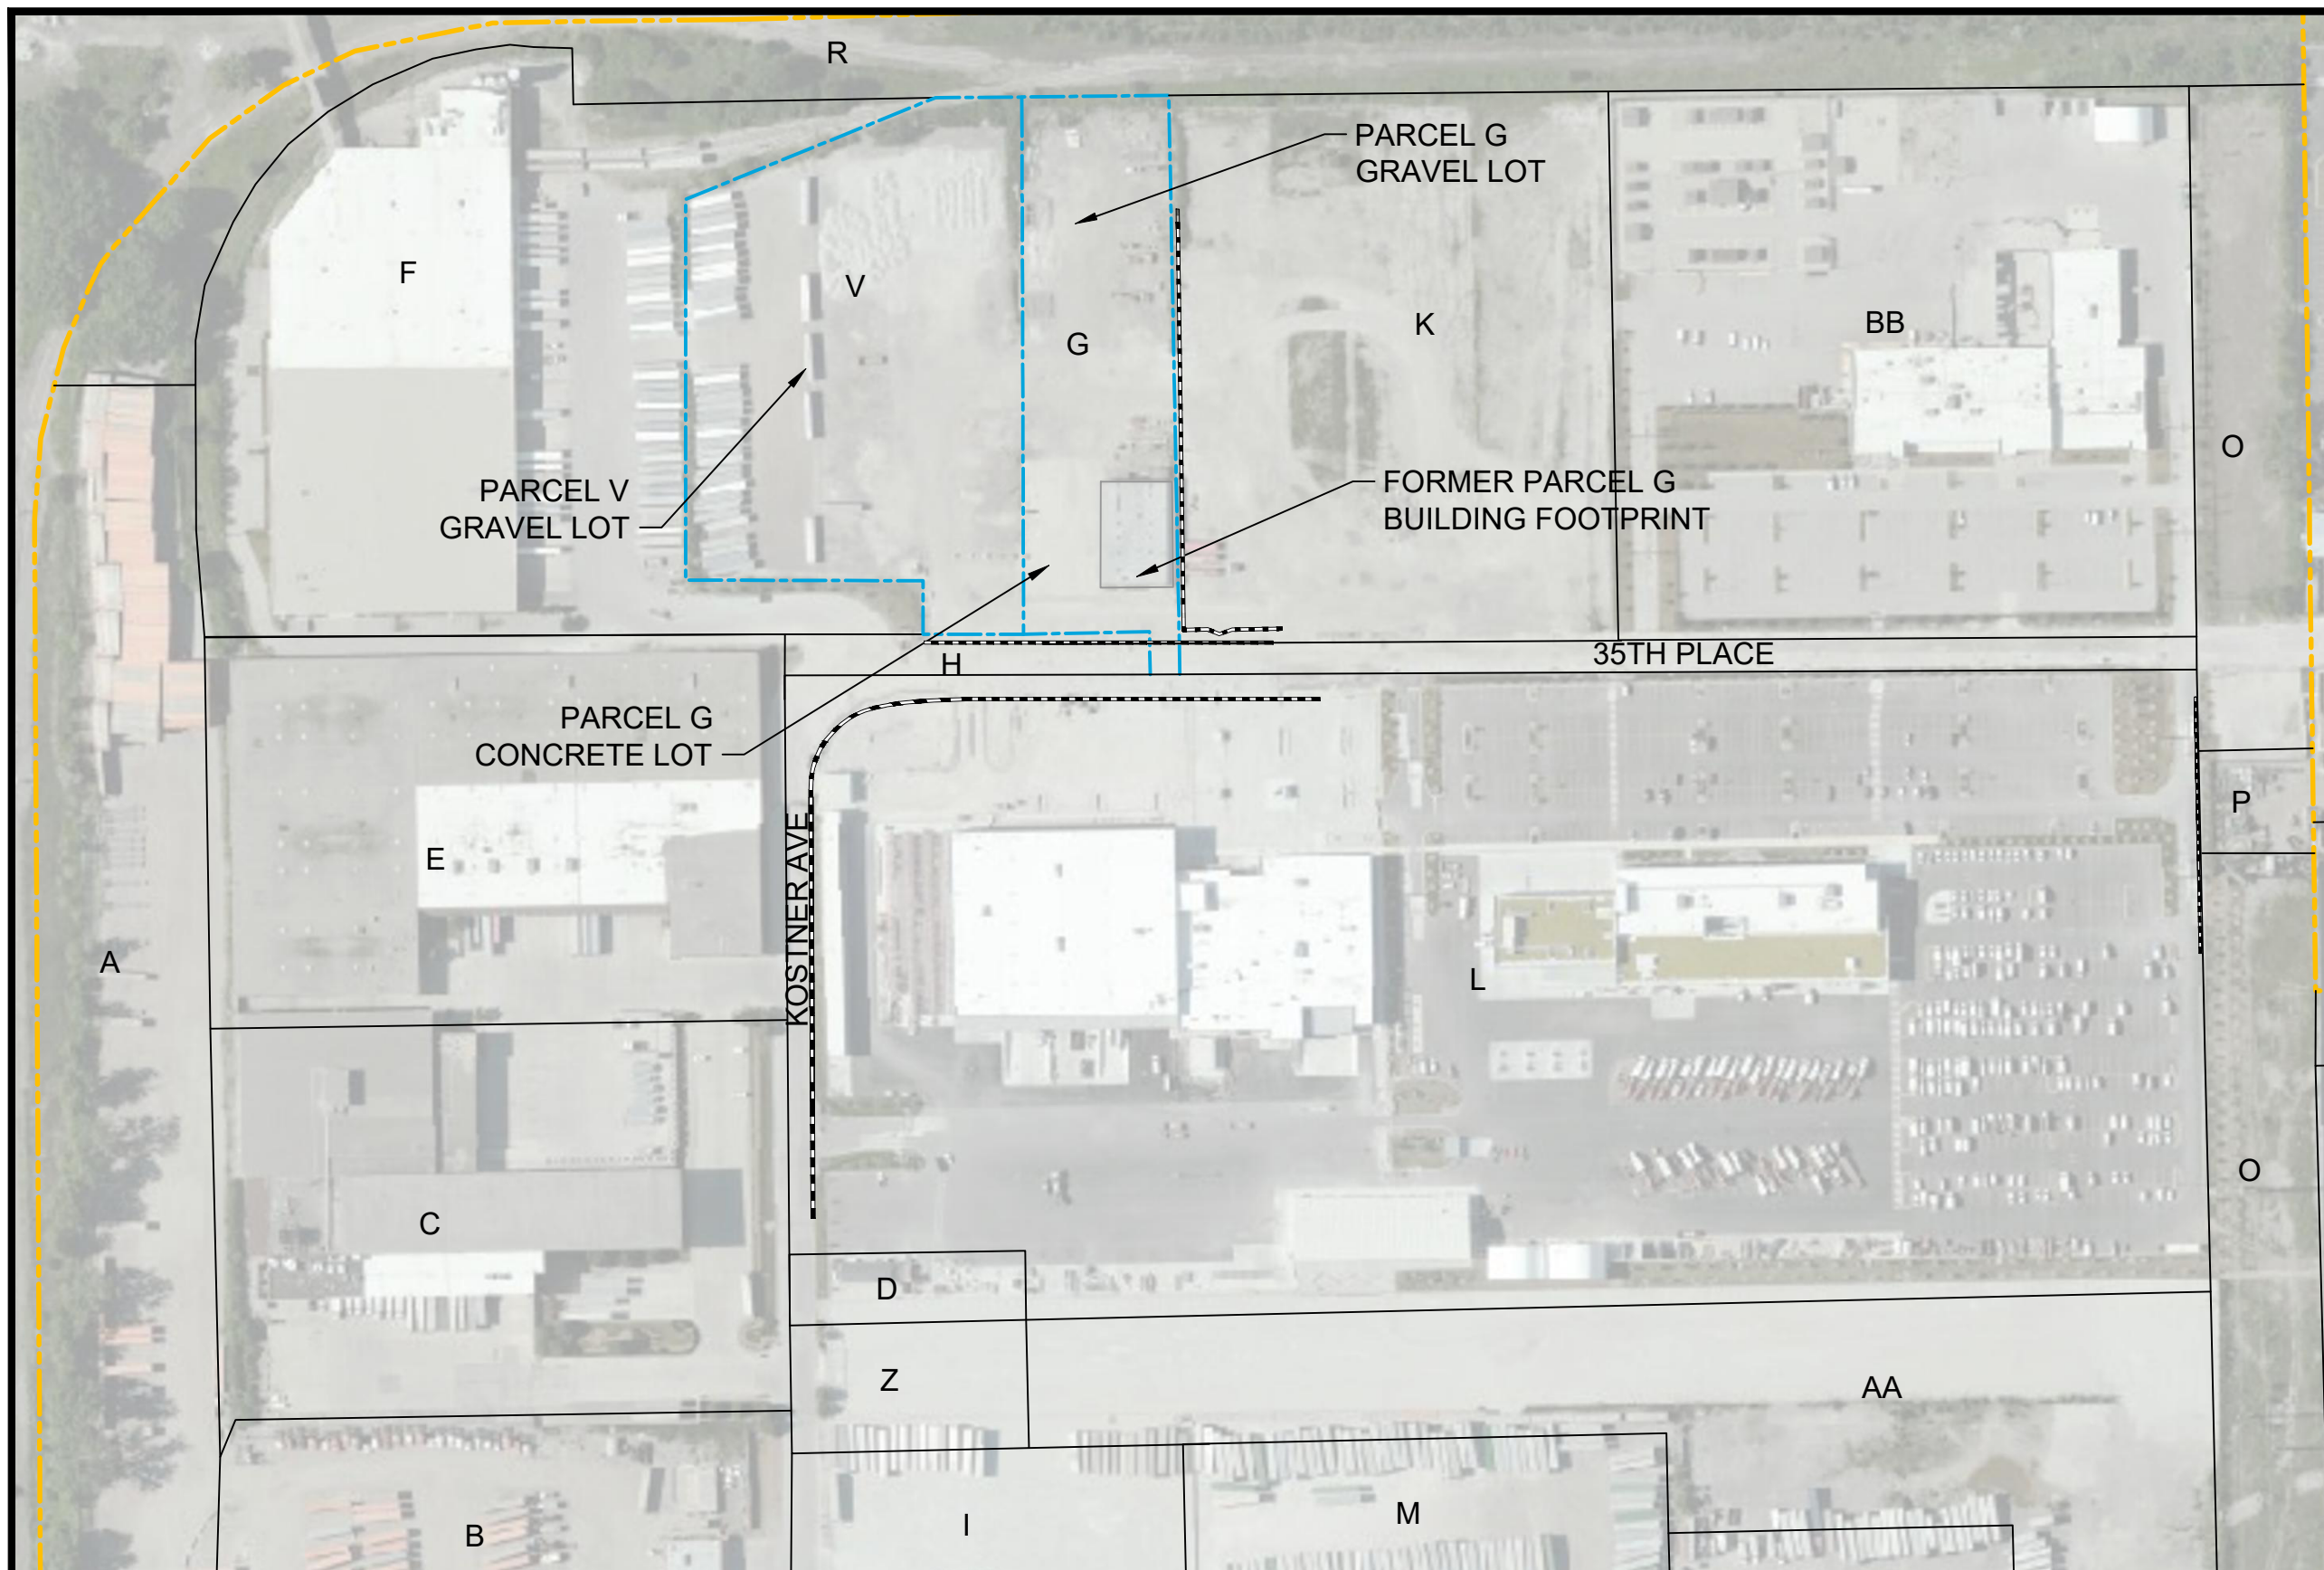 R
PARCEL G
GRAVEL LOT
F
V
K
BB
G
O
PARCEL V
GRAVEL LOT
FORMER PARCEL G
BUILDING FOOTPRINT
H
35TH PLACE
PARCEL G
CONCRETE LOT
P
E
KOSTNER AVE
A
L
O
C
D
Z
AA
M
I
B